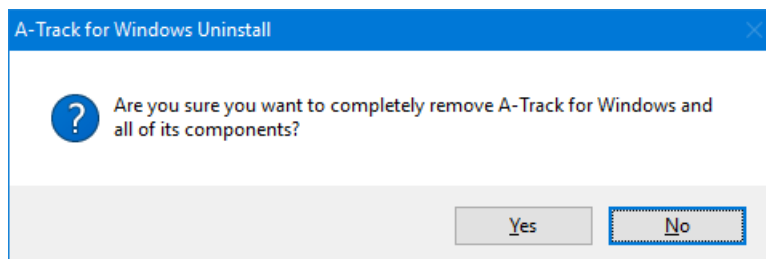 A-Track for Windows Uninstall
Are you sure you want to completely remove A-Track for Windows and
all of its components?
Yes
No